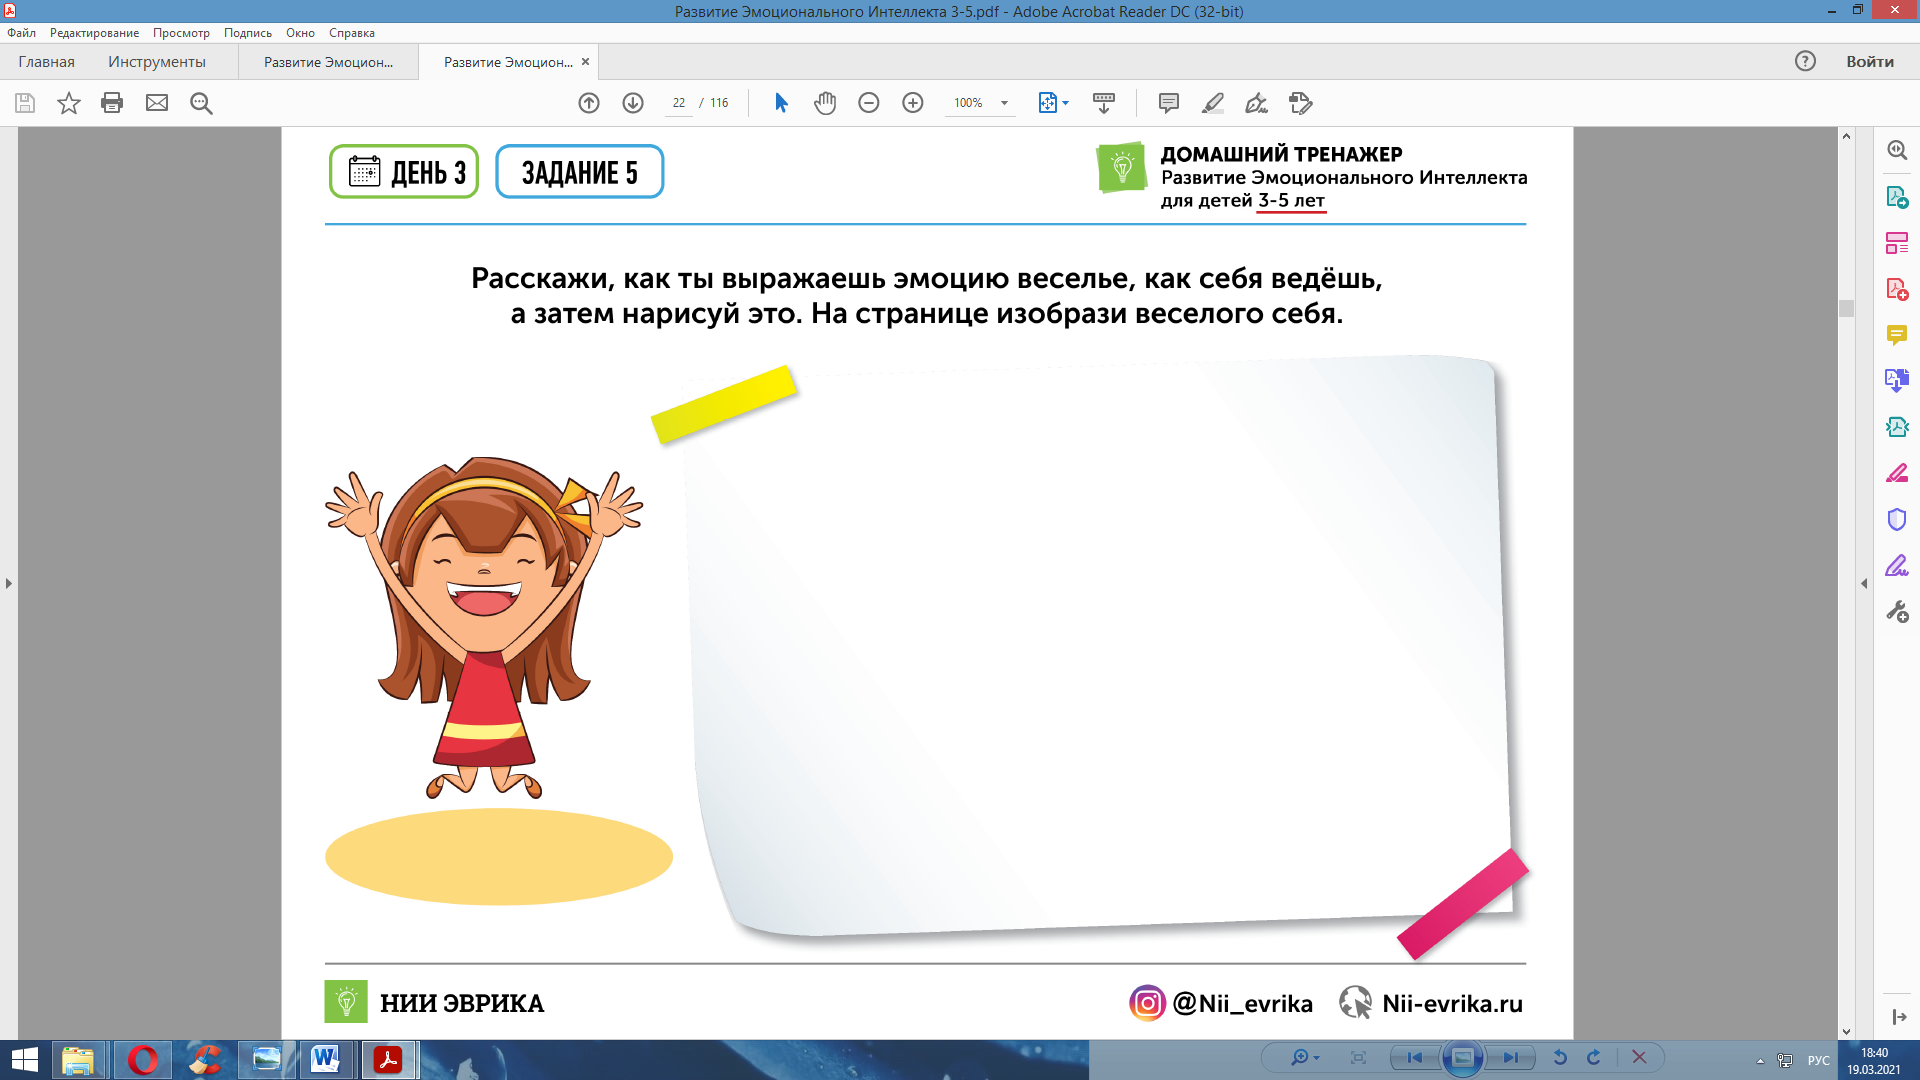 Развитие Эмоционального Интеллекта 3-5.pdf - Adobe Acrobat Reader DC (32-bit)
Файл Редактирование Просмотр Подпись Окно Справка
Главная Инструменты Развитие Эмоцион... Развитие Эмоцион... Войти
22 / 116 100%
ДЕНЬ 3 ЗАДАНИЕ 5
ДОМАШНИЙ ТРЕНАЖЕР
Развитие Эмоционального Интеллекта
для детей 3-5 лет
Расскажи, как ты выражаешь эмоцию веселье, как себя ведёшь,
а затем нарисуй это. На странице изобрази веселого себя.
НИИ ЭВРИКА @Nii_evrika Nii-evrika.ru
РУС 18:40
19.03.2021